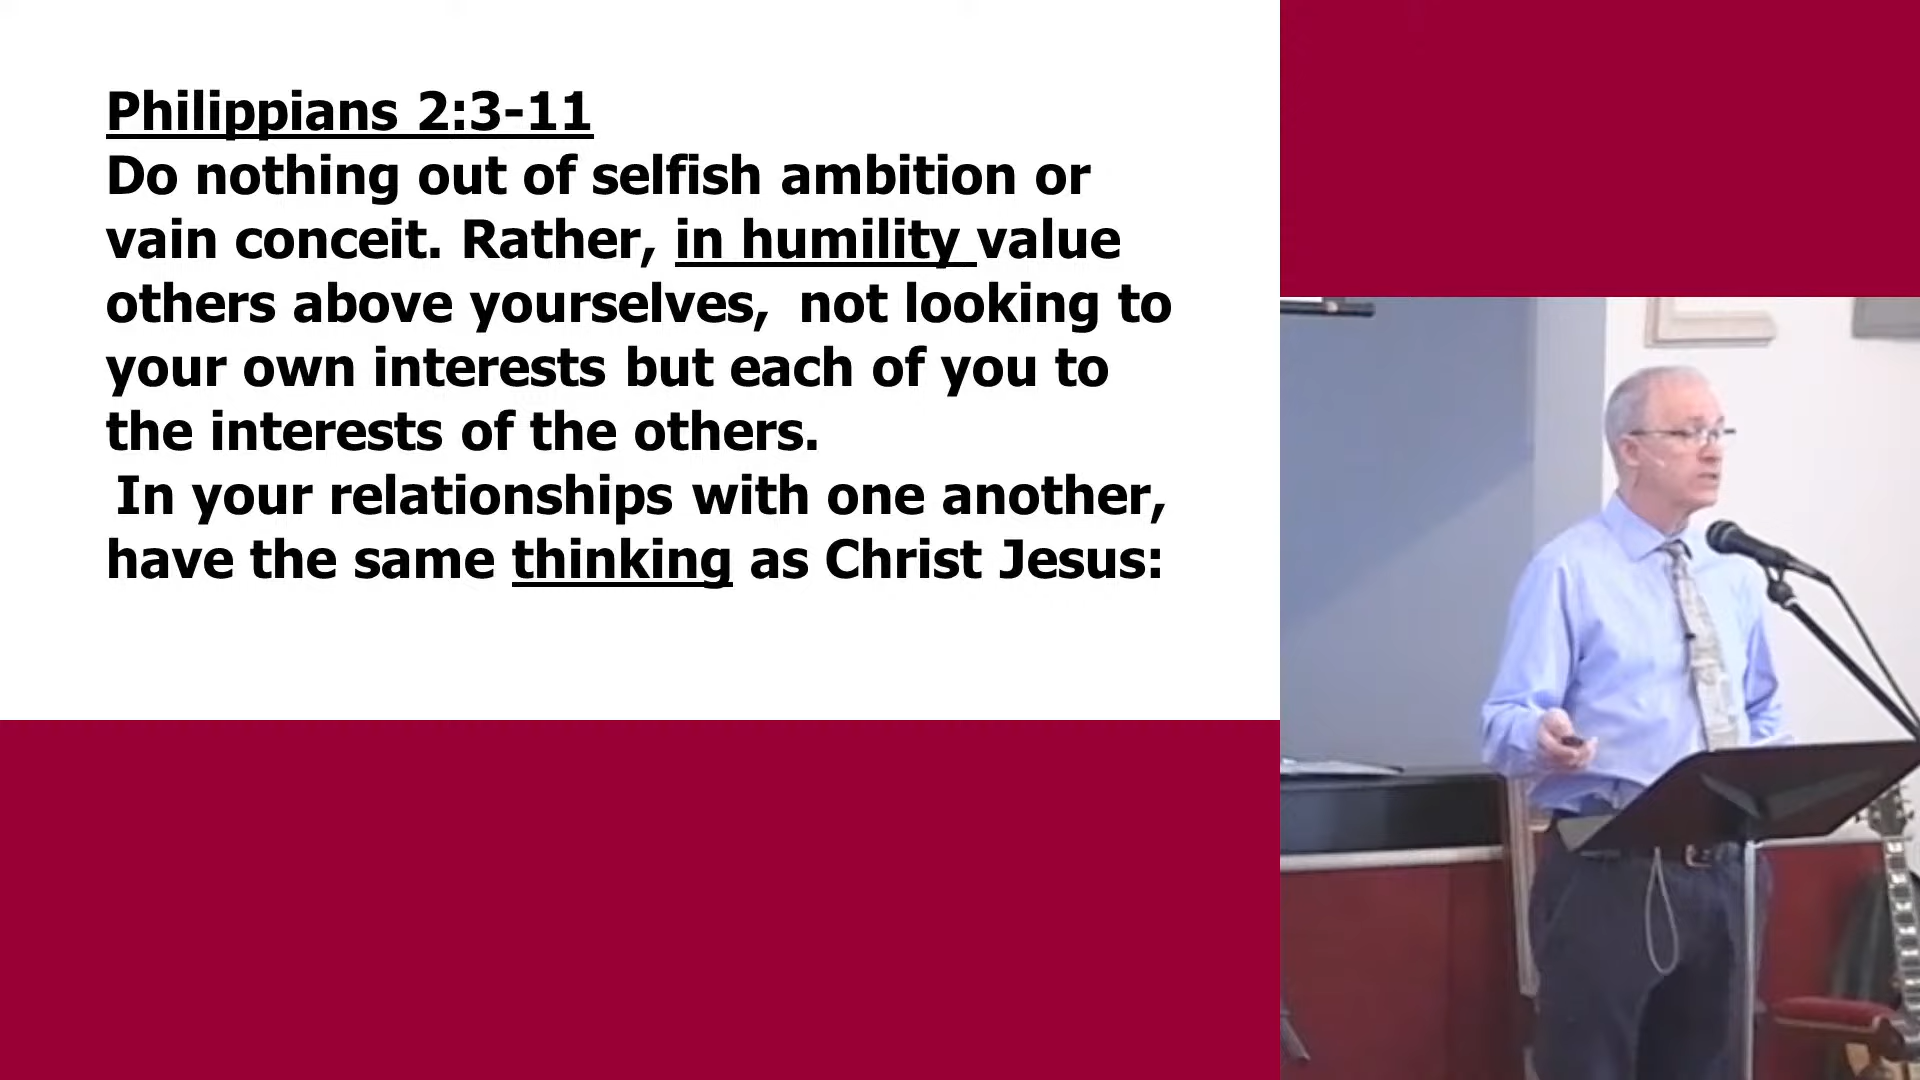 Philippians 2:3-11
Do nothing out of selfish ambition or
vain conceit. Rather, in humility value
others above yourselves,  not looking to
your own interests but each of you to
the interests of the others.
In your relationships with one another,
have the same thinking as Christ Jesus: